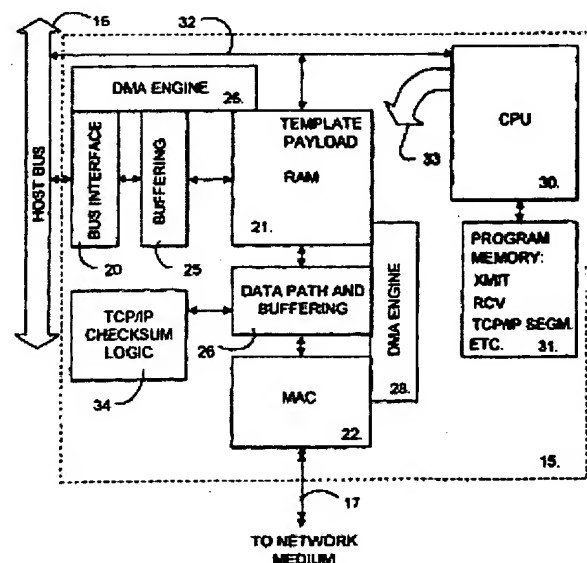 16
32
DMA ENGINE
26.
CPU
30.
33
HOST BUS
BUS INTERFACE
20
BUFFERING
25
TEMPLATE
PAYLOAD
RAM
21.
DATA PATH AND
BUFFERING
26
DMA ENGINE
28.
PROGRAM
MEMORY:
XMIT
RCV
TCP/IP SEGM.
ETC.
31.
TCP/IP
CHECKSUM
LOGIC
34
MAC
22.
15.
17
TO NETWORK
MEDIUM